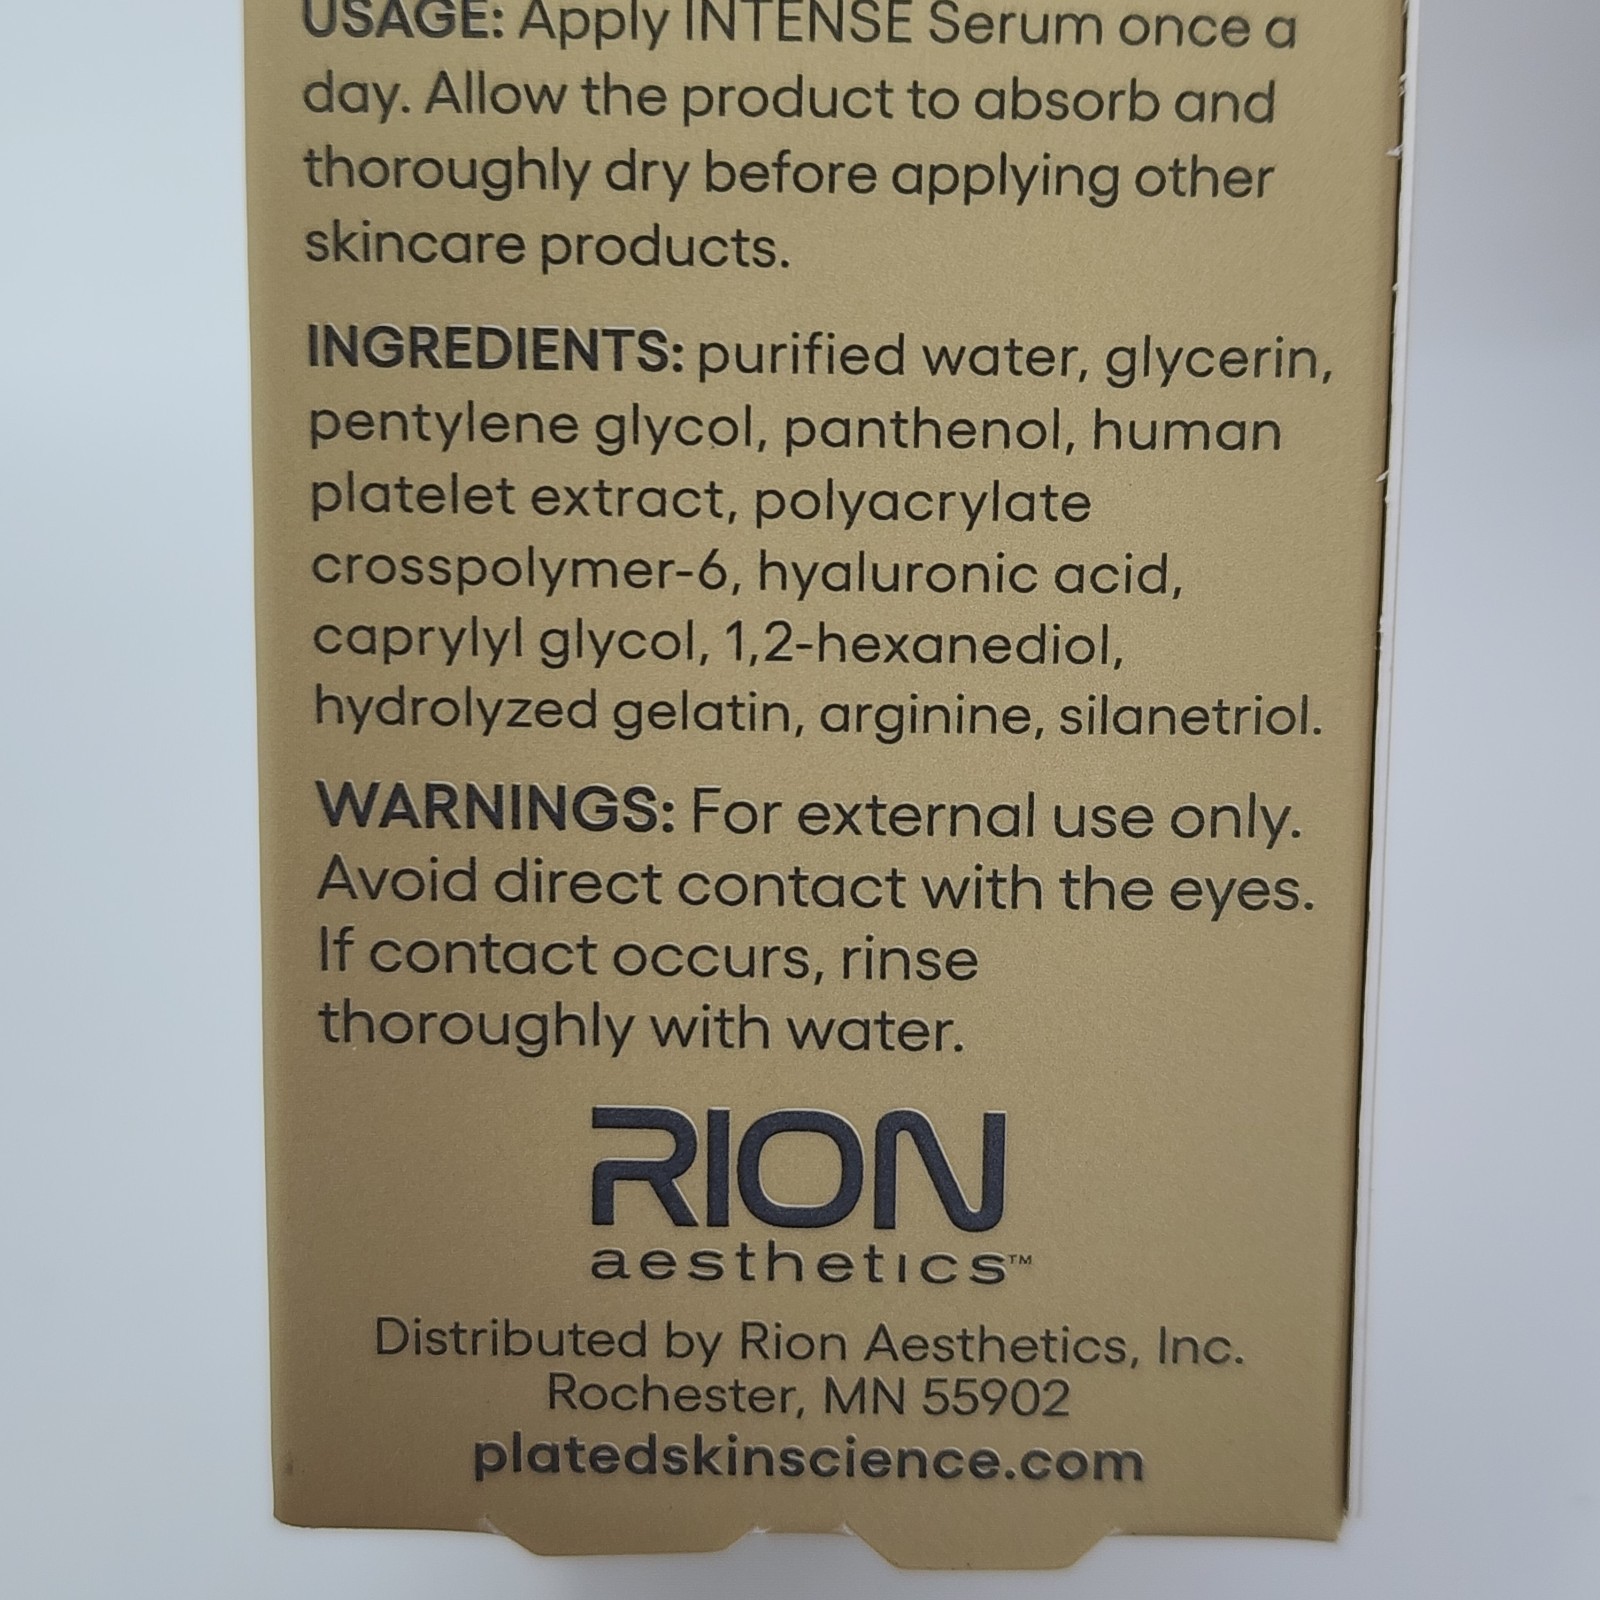 USAGE: Apply INTENSE Serum once a
day. Allow the product to absorb and
thoroughly dry before applying other
skincare products.
INGREDIENTS: purified water, glycerin,
pentylene glycol, panthenol, human
platelet extract, polyacrylate
crosspolymer-6, hyaluronic acid,
caprylyl glycol, 1,2-hexanediol,
hydrolyzed gelatin, arginine, silanetriol.
WARNINGS: For external use only.
Avoid direct contact with the eyes.
If contact occurs, rinse
thoroughly with water.
RION
aesthetics™
Distributed by Rion Aesthetics, Inc.
Rochester, MN 55902
platedskinscience.com